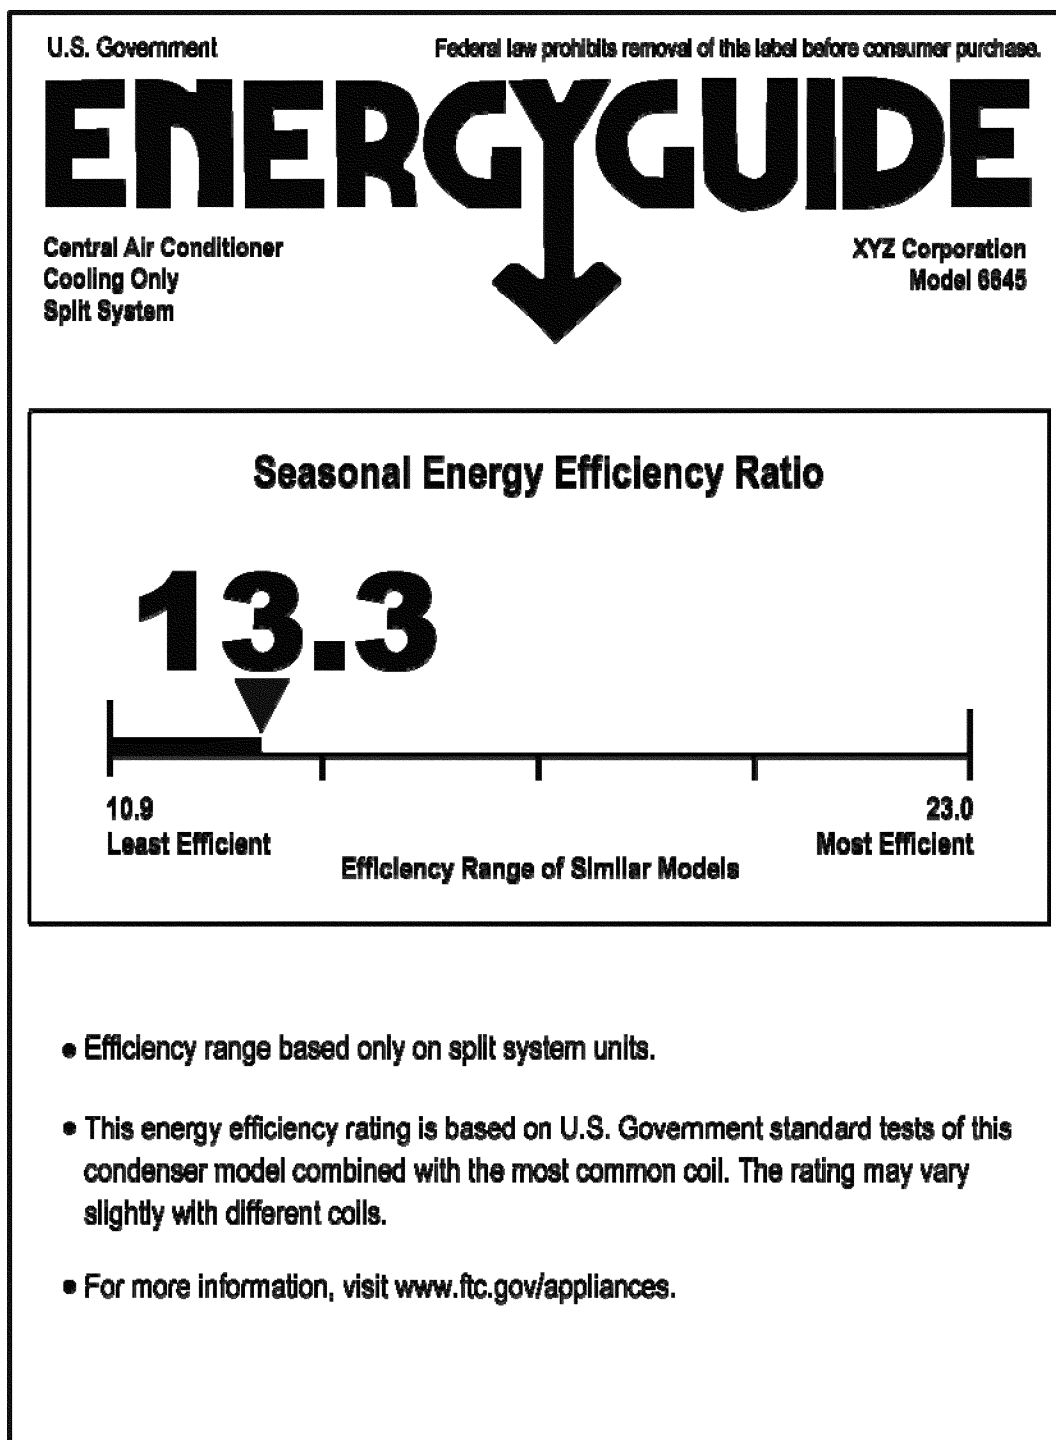 U.S. Government
Federal law prohibits removal of this label before consumer purchase.
ENERGYGUIDE
Central Air Conditioner
Cooling Only
Split System
XYZ Corporation
Model 6645
Seasonal Energy Efficiency Ratio
13.3
10.9
Least Efficient
23.0
Most Efficient
Efficiency Range of Similar Models
• Efficiency range based only on split system units.
• This energy efficiency rating is based on U.S. Government standard tests of this
condenser model combined with the most common coil. The rating may vary
slightly with different coils.
• For more information, visit www.ftc.gov/appliances.